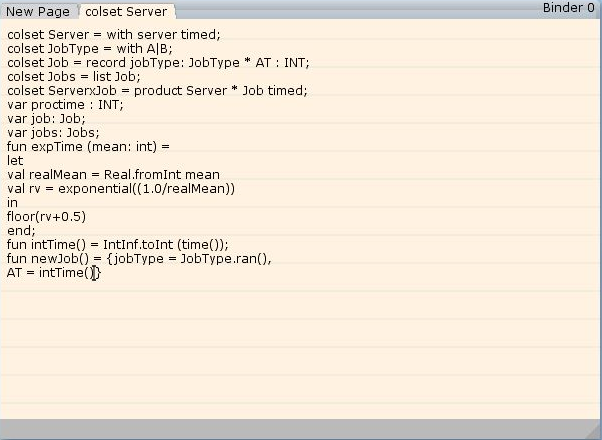 New Page colset Server Binder 0
colset Server = with server timed;
colset JobType = with A|B;
colset Job = record jobType: JobType * AT : INT;
colset Jobs = list Job;
colset ServerxJob = product Server * Job timed;
var proctime : INT;
var job: Job;
var jobs: Jobs;
fun expTime (mean: int) =
let
val realMean = Real.fromInt mean
val rv = exponential((1.0/realMean))
in
floor(rv+0.5)
end;
fun intTime() = IntInf.toInt (time());
fun newJob() = {jobType = JobType.ran(),
AT = intTime()}